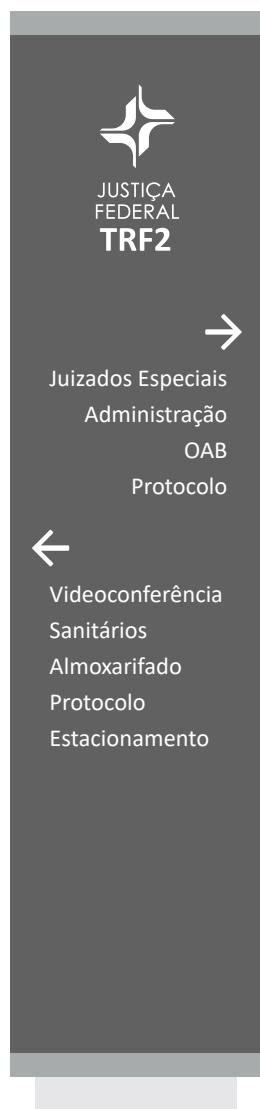 JUSTIÇA
FEDERAL
TRF2
Juizados Especiais
Administração
OAB
Protocolo
Videoconferência
Sanitários
Almoxarifado
Protocolo
Estacionamento